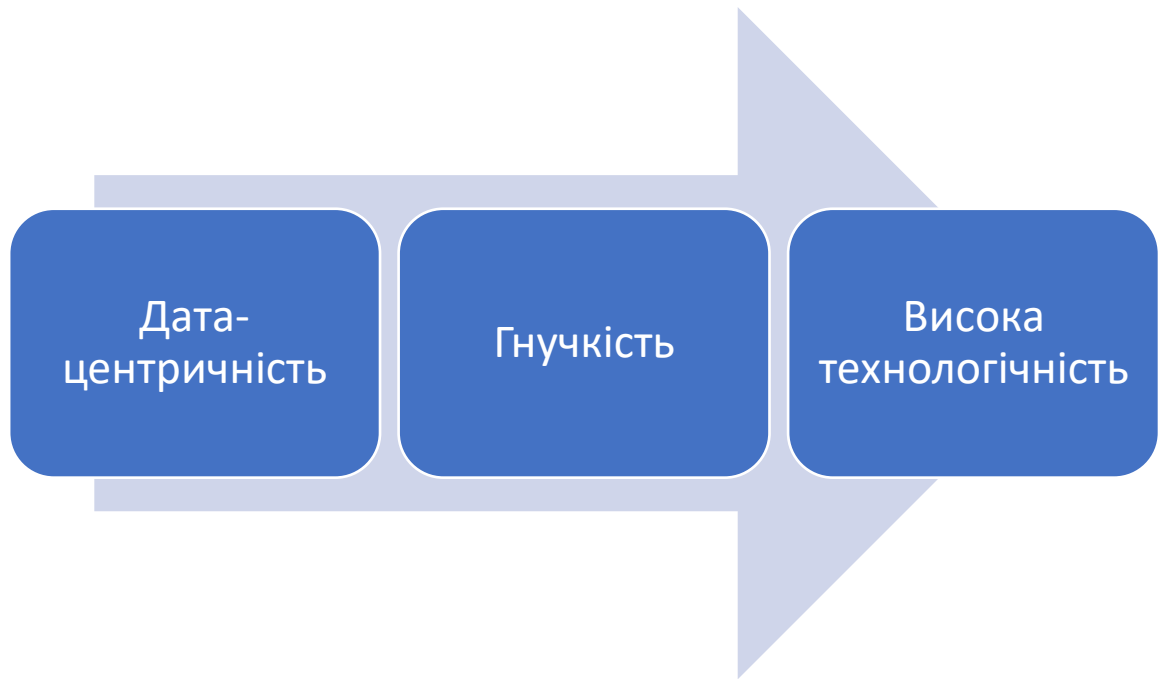 Дата-
центричність
Гнучкість
Висока
технологічність